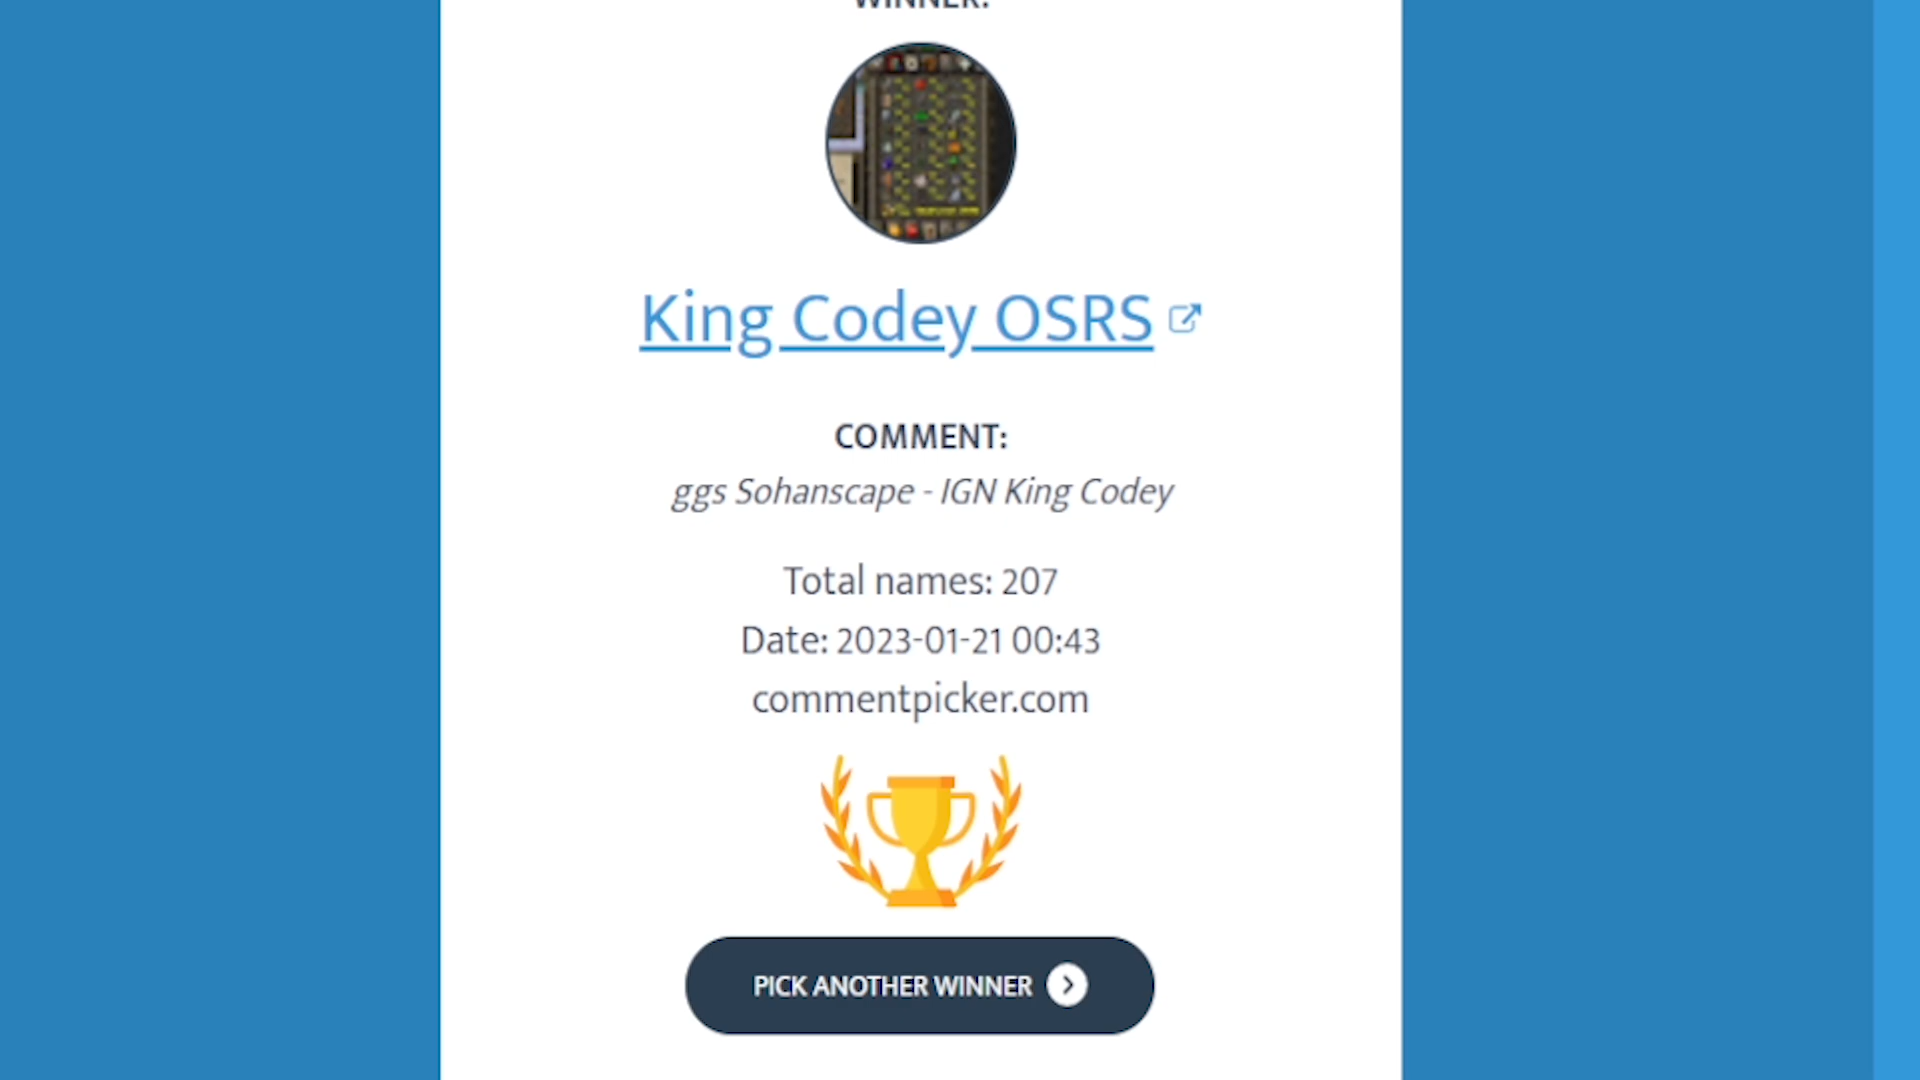 WINNER:
King Codey OSRS
COMMENT:
ggs Sohanscape - IGN King Codey
Total names: 207
Date: 2023-01-21 00:43
commentpicker.com
PICK ANOTHER WINNER